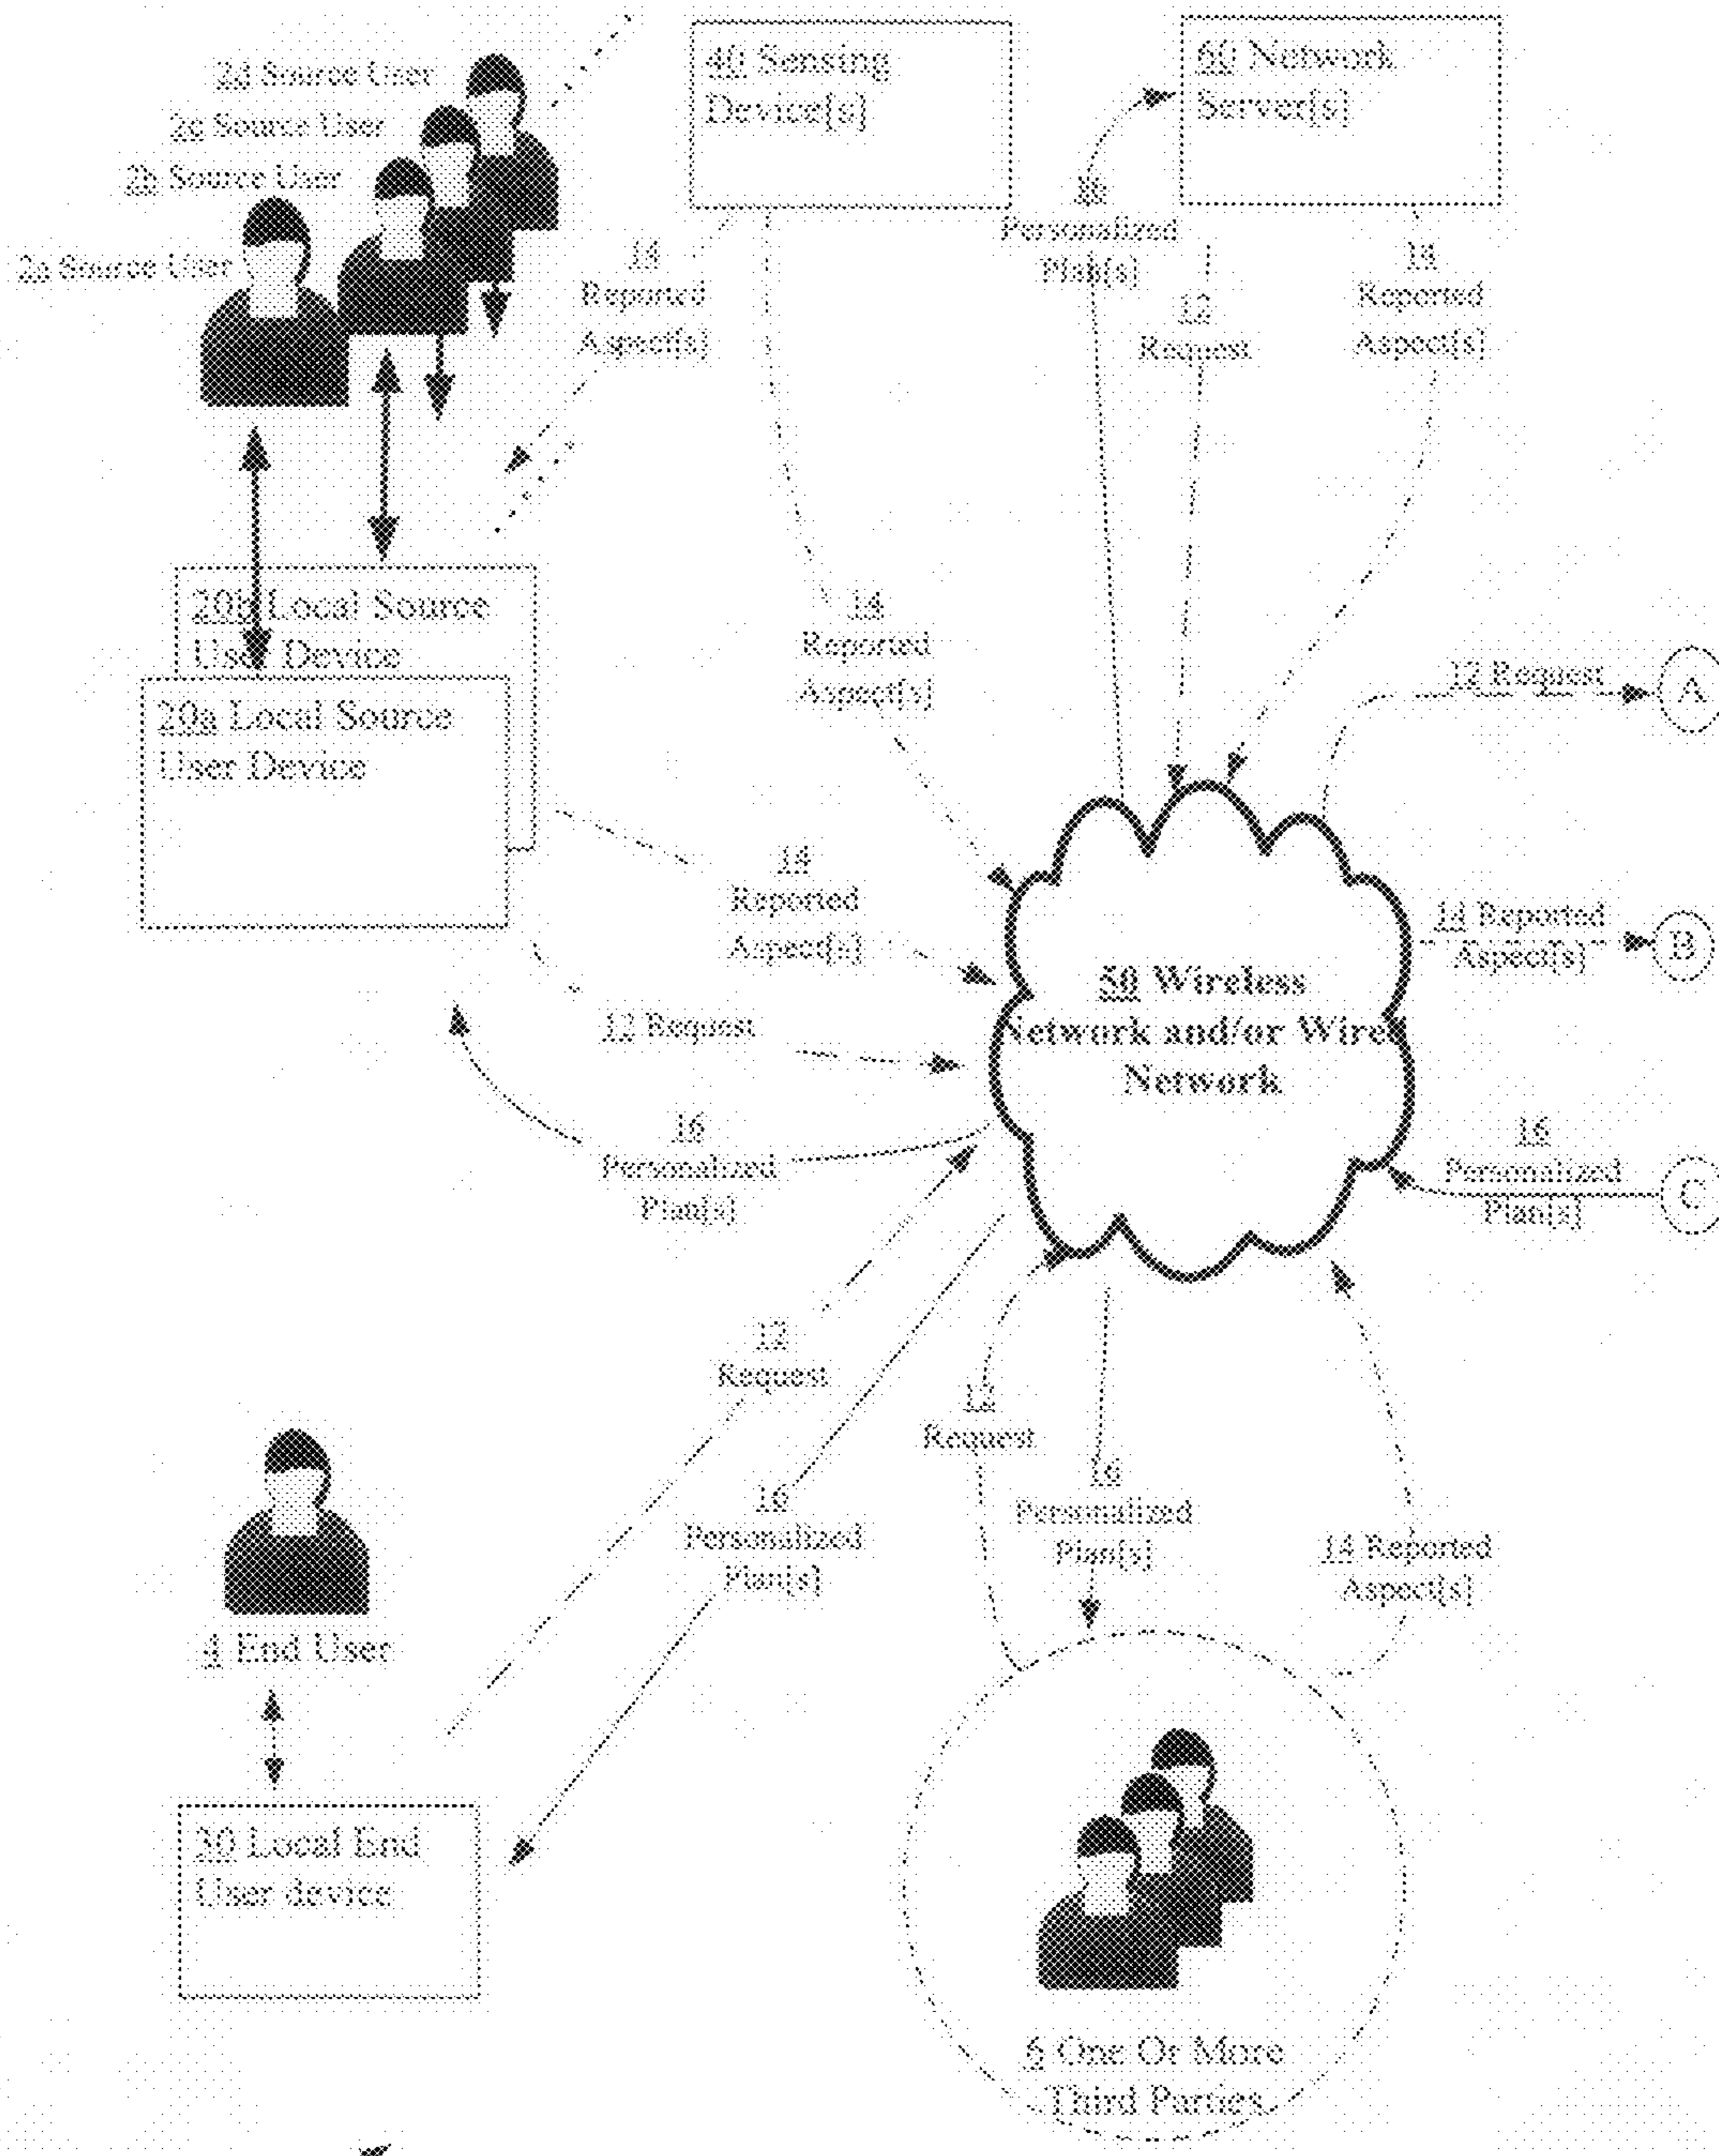 2d Source User
2c Source User
2b Source User
2a Source User
40 Sensing
Device[s]
60 Network
Server[s]
14
Reported
Aspect[s]
16
Personalized
Plan[s]
12
Request
14
Reported
Aspect[s]
20b Local Source
User Device
20a Local Source
User Device
14
Reported
Aspect[s]
12 Request
A
14
Reported
Aspect[s]
14 Reported
Aspect[s]
B
50 Wireless
Network and/or Wired
Network
12 Request
16
Personalized
Plan[s]
16
Personalized
Plan[s]
C
12
Request
12
Request
16
Personalized
Plan[s]
16
Personalized
Plan[s]
14 Reported
Aspect[s]
4 End User
30 Local End
User device
6 One Or More
Third Parties